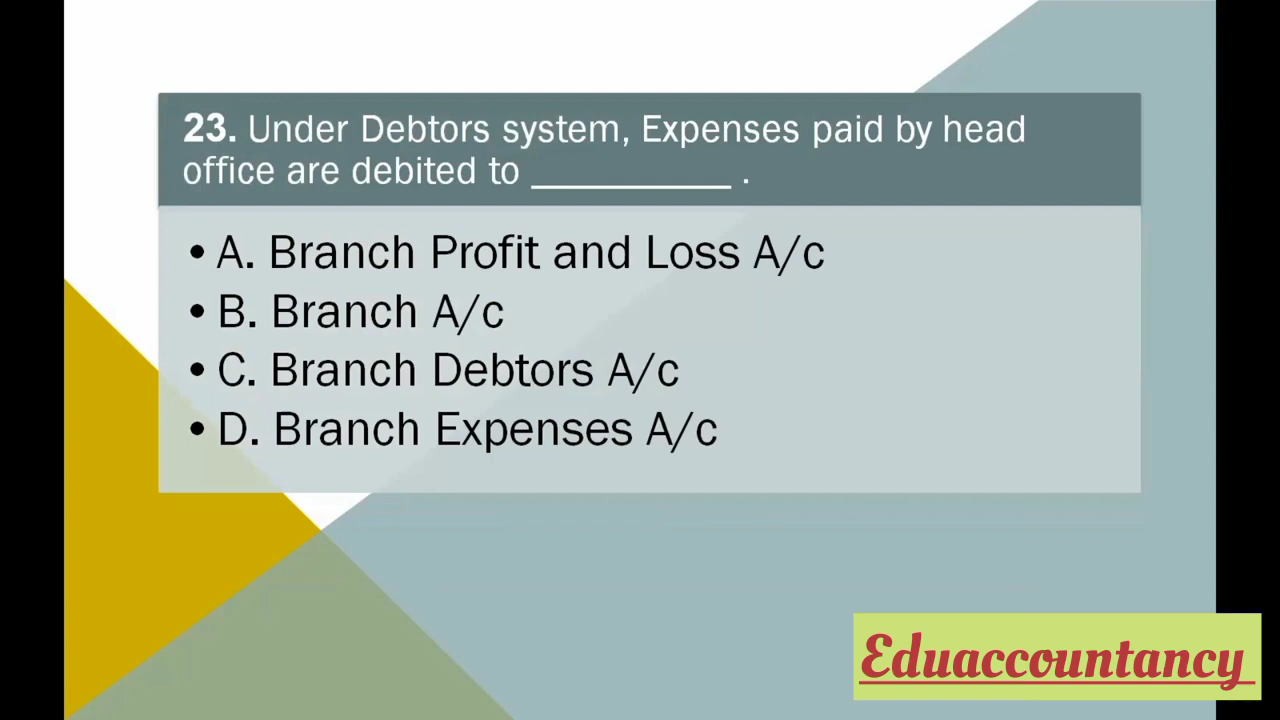 23. Under Debtors system, Expenses paid by head
office are debited to __________ .
• A. Branch Profit and Loss A/c
• B. Branch A/c
• C. Branch Debtors A/c
• D. Branch Expenses A/c
Eduaccountancy